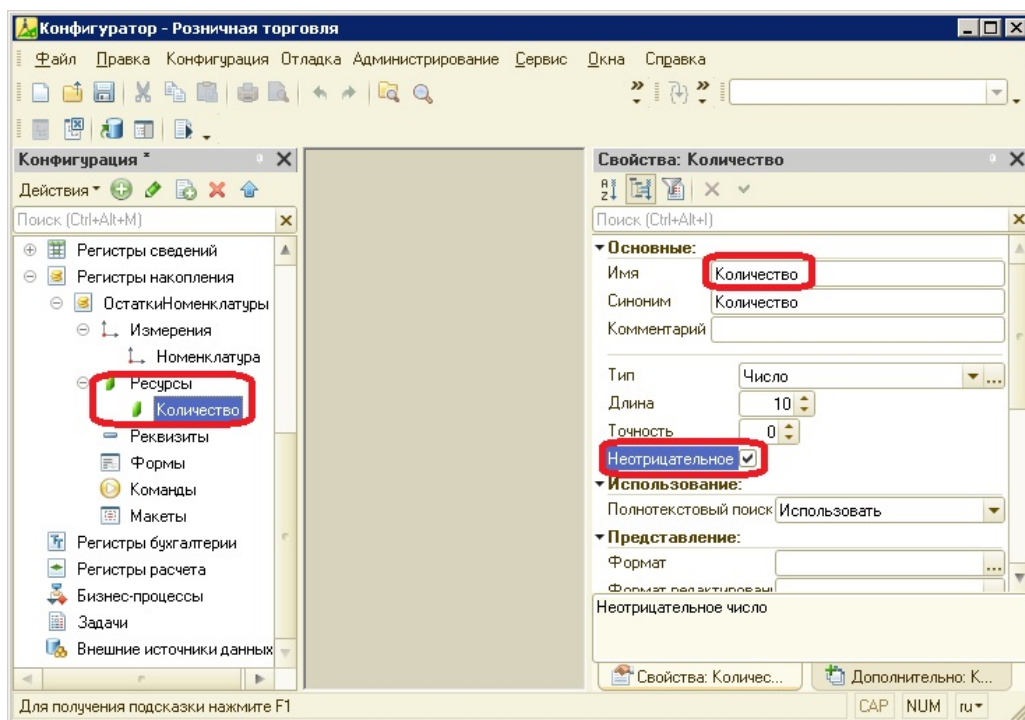 Конфигуратор - Розничная торговля
Файл Правка Конфигурация Отладка Администрирование Сервис Окна Справка
Конфигурация *
Действия
Поиск (Ctrl+Alt+M)
Регистры сведений
Регистры накопления
ОстаткиНоменклатуры
Измерения
Номенклатура
Ресурсы
Количество
Реквизиты
Формы
Команды
Макеты
Регистры бухгалтерии
Регистры расчета
Бизнес-процессы
Задачи
Внешние источники данных
Свойства: Количество
Поиск (Ctrl+Alt+I)
Основные:
Имя Количество
Синоним Количество
Комментарий
Тип Число
Длина 10
Точность 0
Неотрицательное
Использование:
Полнотекстовый поиск Использовать
Представление:
Формат
Формат редактировани
Неотрицательное число
Свойства: Количес... Дополнительно: К...
Для получения подсказки нажмите F1 CAP NUM ru